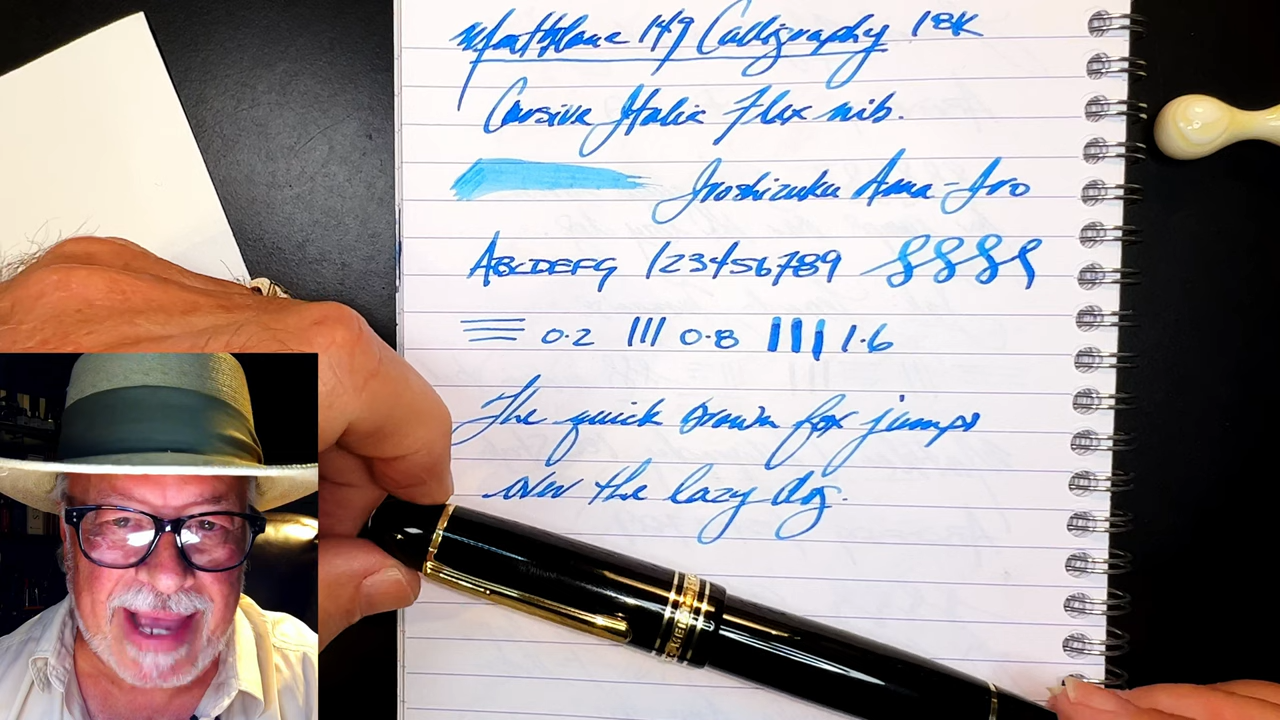 Montblanc 149 Calligraphy 18K
Cursive Italic Flex nib.
Iroshizuku Ama-Iro
ABCDEFG 123456789
0.2 0.8 1.6
The quick brown fox jumps
over the lazy dog.